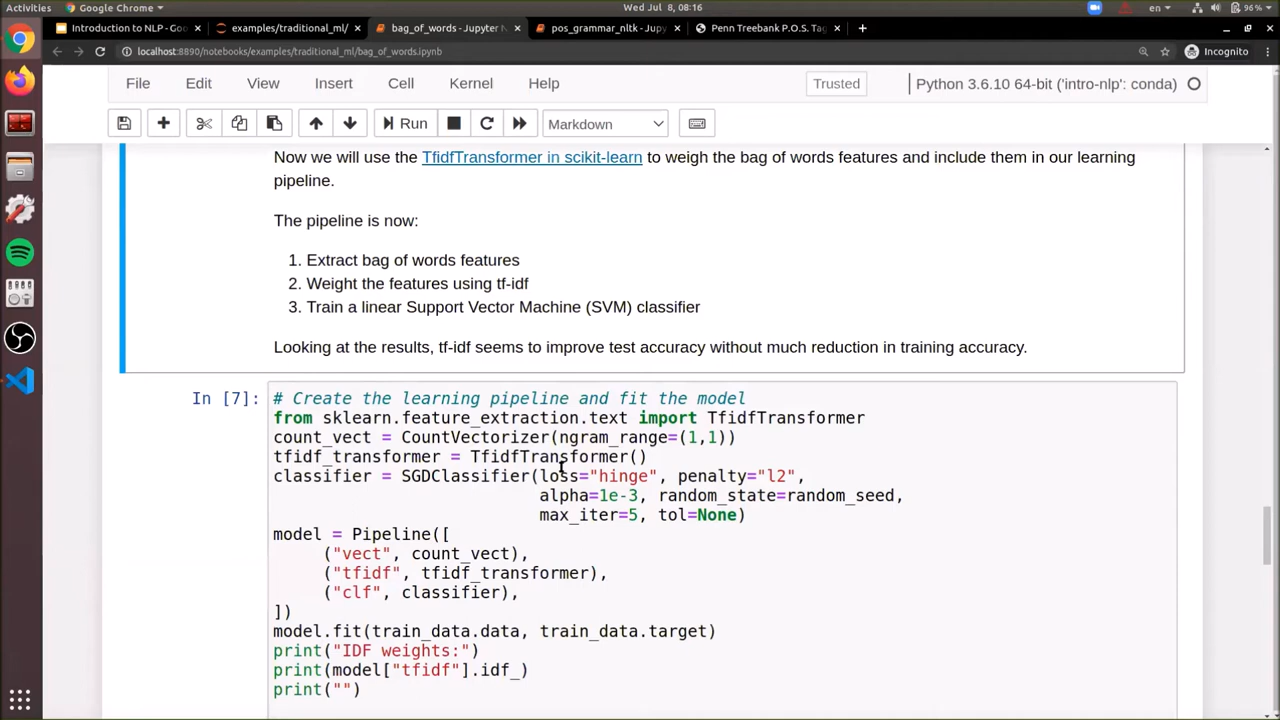 Activities
Google Chrome
Wed Jul 8, 08:16
en
96%
Introduction to NLP - Goo
examples/traditional_ml/
bag_of_words - Jupyter N
pos_grammar_nltk - Jupy
Penn Treebank P.O.S. Tag
localhost:8890/notebooks/examples/traditional_ml/bag_of_words.ipynb
Incognito
File Edit View Insert Cell Kernel Help
Trusted
Python 3.6.10 64-bit ('intro-nlp': conda)
Run
Markdown
Now we will use the TfidfTransformer in scikit-learn to weigh the bag of words features and include them in our learning
pipeline.
The pipeline is now:
1. Extract bag of words features
2. Weight the features using tf-idf
3. Train a linear Support Vector Machine (SVM) classifier
Looking at the results, tf-idf seems to improve test accuracy without much reduction in training accuracy.
In [7]:
# Create the learning pipeline and fit the model
from sklearn.feature_extraction.text import TfidfTransformer
count_vect = CountVectorizer(ngram_range=(1,1))
tfidf_transformer = TfidfTransformer()
classifier = SGDClassifier(loss="hinge", penalty="l2",
alpha=1e-3, random_state=random_seed,
max_iter=5, tol=None)
model = Pipeline([
("vect", count_vect),
("tfidf", tfidf_transformer),
("clf", classifier),
])
model.fit(train_data.data, train_data.target)
print("IDF weights:")
print(model["tfidf"].idf_)
print("")